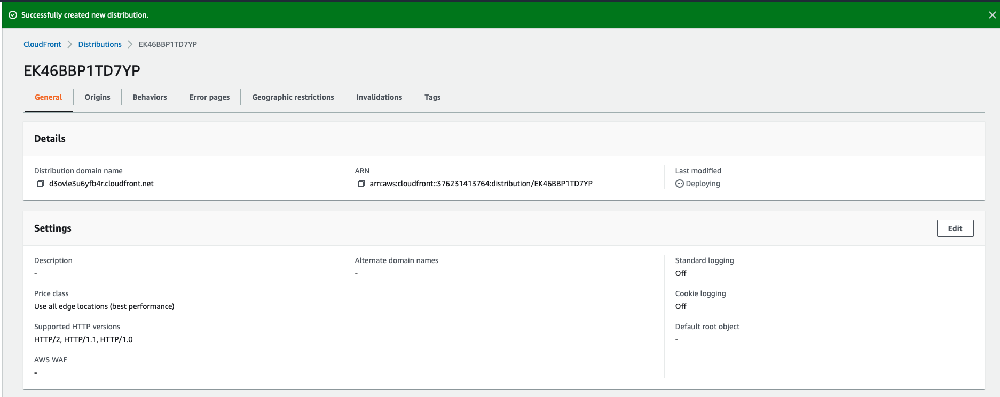 Successfully created new distribution.
CloudFront > Distributions > EK46BBP1TD7YP
EK46BBP1TD7YP
General Origins Behaviors Error pages Geographic restrictions Invalidations Tags
Details
Distribution domain name
d3ovle3u6yfb4r.cloudfront.net
ARN
arn:aws:cloudfront::376231413764:distribution/EK46BBP1TD7YP
Last modified
Deploying
Settings
Edit
Description
-
Price class
Use all edge locations (best performance)
Supported HTTP versions
HTTP/2, HTTP/1.1, HTTP/1.0
AWS WAF
-
Alternate domain names
-
Standard logging
Off
Cookie logging
Off
Default root object
-